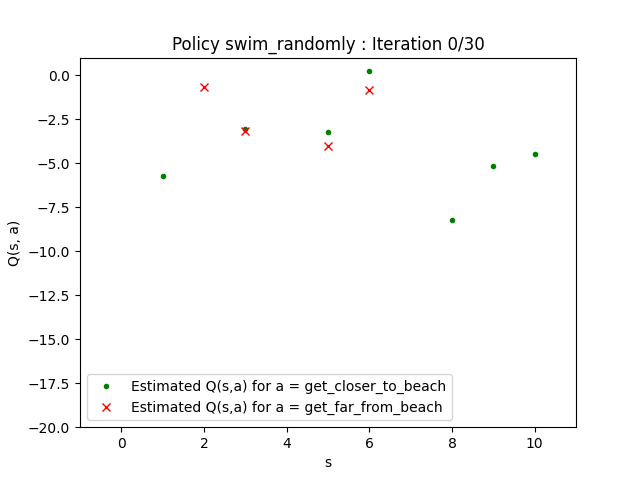 Policy swim_randomly : Iteration 0/30
0.0
−2.5
−5.0
−7.5
−10.0
−12.5
−15.0
−17.5
−20.0
Q(s, a)
Estimated Q(s,a) for a = get_closer_to_beach
Estimated Q(s,a) for a = get_far_from_beach
0 2 4 6 8 10
s